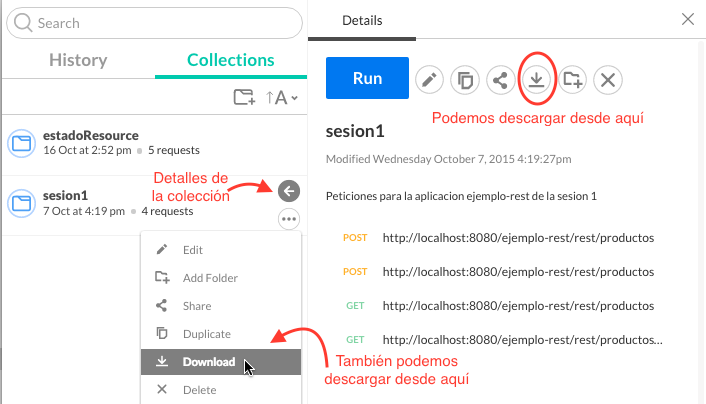 Search
History
Collections
↑A
estadoResource
16 Oct at 2:52 pm • 5 requests
sesion1
7 Oct at 4:19 pm • 4 requests
Detalles de
la colección
Edit
Add Folder
Share
Duplicate
Download
Delete
Details
Run
Podemos descargar desde aquí
sesion1
Modified Wednesday October 7, 2015 4:19:27pm
Peticiones para la aplicacion ejemplo-rest de la sesion 1
POST http://localhost:8080/ejemplo-rest/rest/productos
POST http://localhost:8080/ejemplo-rest/rest/productos
GET http://localhost:8080/ejemplo-rest/rest/productos
GET http://localhost:8080/ejemplo-rest/rest/productos...
También podemos
descargar desde aquí